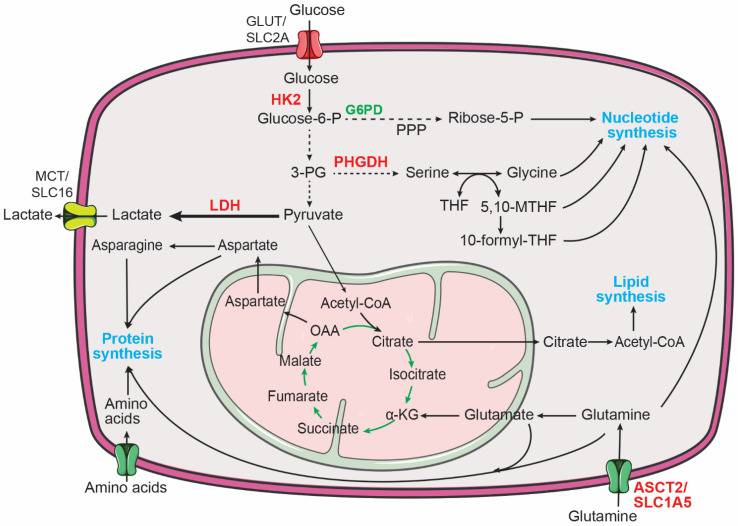 Glucose
GLUT/
SLC2A
Glucose
HK2
G6PD
Glucose-6-P
PPP
Ribose-5-P
Nucleotide
synthesis
3-PG
PHGDH
Serine
Glycine
MCT/
SLC16
THF
5,10-MTHF
Lactate
Lactate
LDH
Pyruvate
10-formyl-THF
Asparagine
Aspartate
Aspartate
Acetyl-CoA
Lipid
synthesis
OAA
Citrate
Citrate
Acetyl-CoA
Protein
synthesis
Malate
Isocitrate
Fumarate
Amino
acids
Succinate
α-KG
Glutamate
Glutamine
Amino acids
ASCT2/
SLC1A5
Glutamine